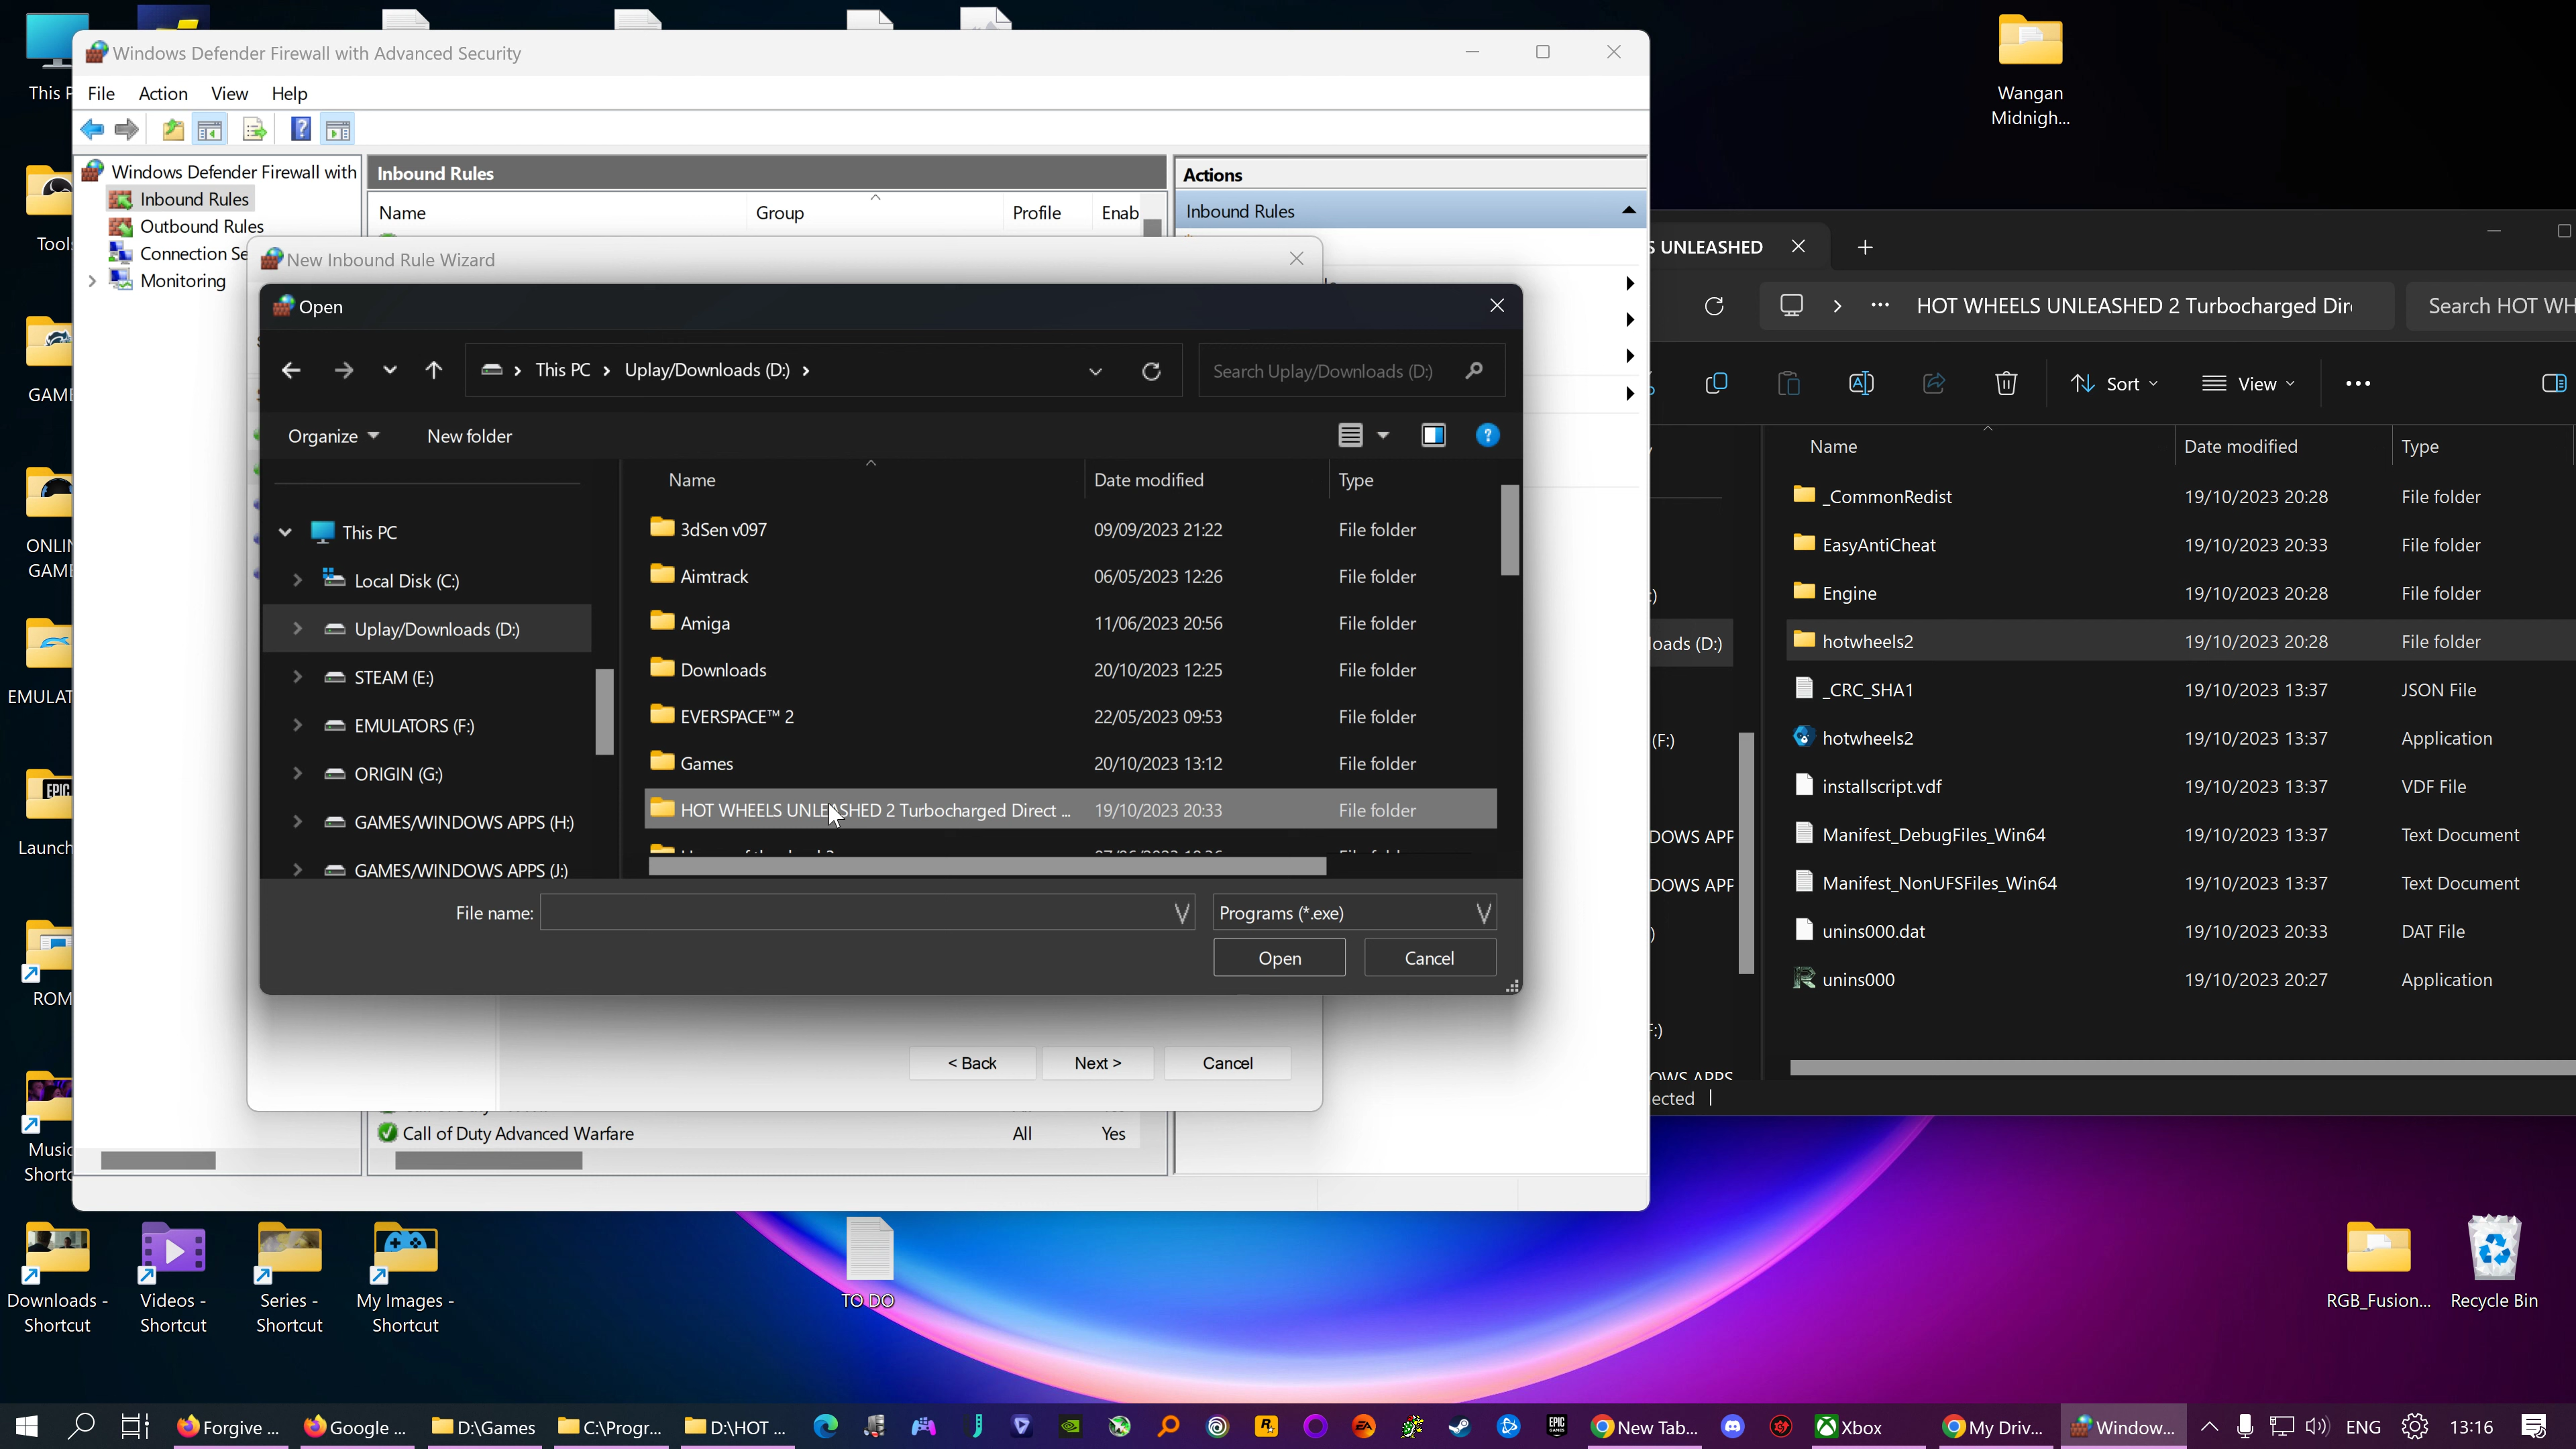 Windows Defender Firewall with Advanced Security
File Action View Help
Windows Defender Firewall with
Inbound Rules
Outbound Rules
Connection Se
Monitoring
Inbound Rules
Name Group Profile Enab
Actions
Inbound Rules
New Inbound Rule Wizard
Open
This PC Uplay/Downloads (D:)
Search Uplay/Downloads (D:)
Organize New folder
This PC
Local Disk (C:)
Uplay/Downloads (D:)
STEAM (E:)
EMULATORS (F:)
ORIGIN (G:)
GAMES/WINDOWS APPS (H:)
GAMES/WINDOWS APPS (J:)
Name Date modified Type
3dSen v097 09/09/2023 21:22 File folder
Aimtrack 06/05/2023 12:26 File folder
Amiga 11/06/2023 20:56 File folder
Downloads 20/10/2023 12:25 File folder
EVERSPACE™ 2 22/05/2023 09:53 File folder
Games 20/10/2023 13:12 File folder
HOT WHEELS UNLEASHED 2 Turbocharged Direct ... 19/10/2023 20:33 File folder
File name: Programs (*.exe)
Open Cancel
< Back Next > Cancel
Call of Duty Advanced Warfare All Yes
S UNLEASHED
HOT WHEELS UNLEASHED 2 Turbocharged Dir
Search HOT WH
Sort View
Name Date modified Type
_CommonRedist 19/10/2023 20:28 File folder
EasyAntiCheat 19/10/2023 20:33 File folder
Engine 19/10/2023 20:28 File folder
hotwheels2 19/10/2023 20:28 File folder
_CRC_SHA1 19/10/2023 13:37 JSON File
hotwheels2 19/10/2023 13:37 Application
installscript.vdf 19/10/2023 13:37 VDF File
Manifest_DebugFiles_Win64 19/10/2023 13:37 Text Document
Manifest_NonUFSFiles_Win64 19/10/2023 13:37 Text Document
unins000.dat 19/10/2023 20:33 DAT File
unins000 19/10/2023 20:27 Application
:)
oads (D:)
(F:)
DOWS APP
DOWS APP
)
F:)
OWS APPS
ected
This P
Tools
GAME
ONLIN
GAME
EMULAT
EPIC
Launch
ROM
Music
Shortc
Wangan
Midnigh...
Downloads -
Shortcut
Videos -
Shortcut
Series -
Shortcut
My Images -
Shortcut
TO DO
RGB_Fusion...
Recycle Bin
Forgive ...
Google ...
D:\Games
C:\Progr...
D:\HOT ...
EA
EPIC
GAMES
New Tab...
Xbox
My Driv...
Window...
ENG
13:16